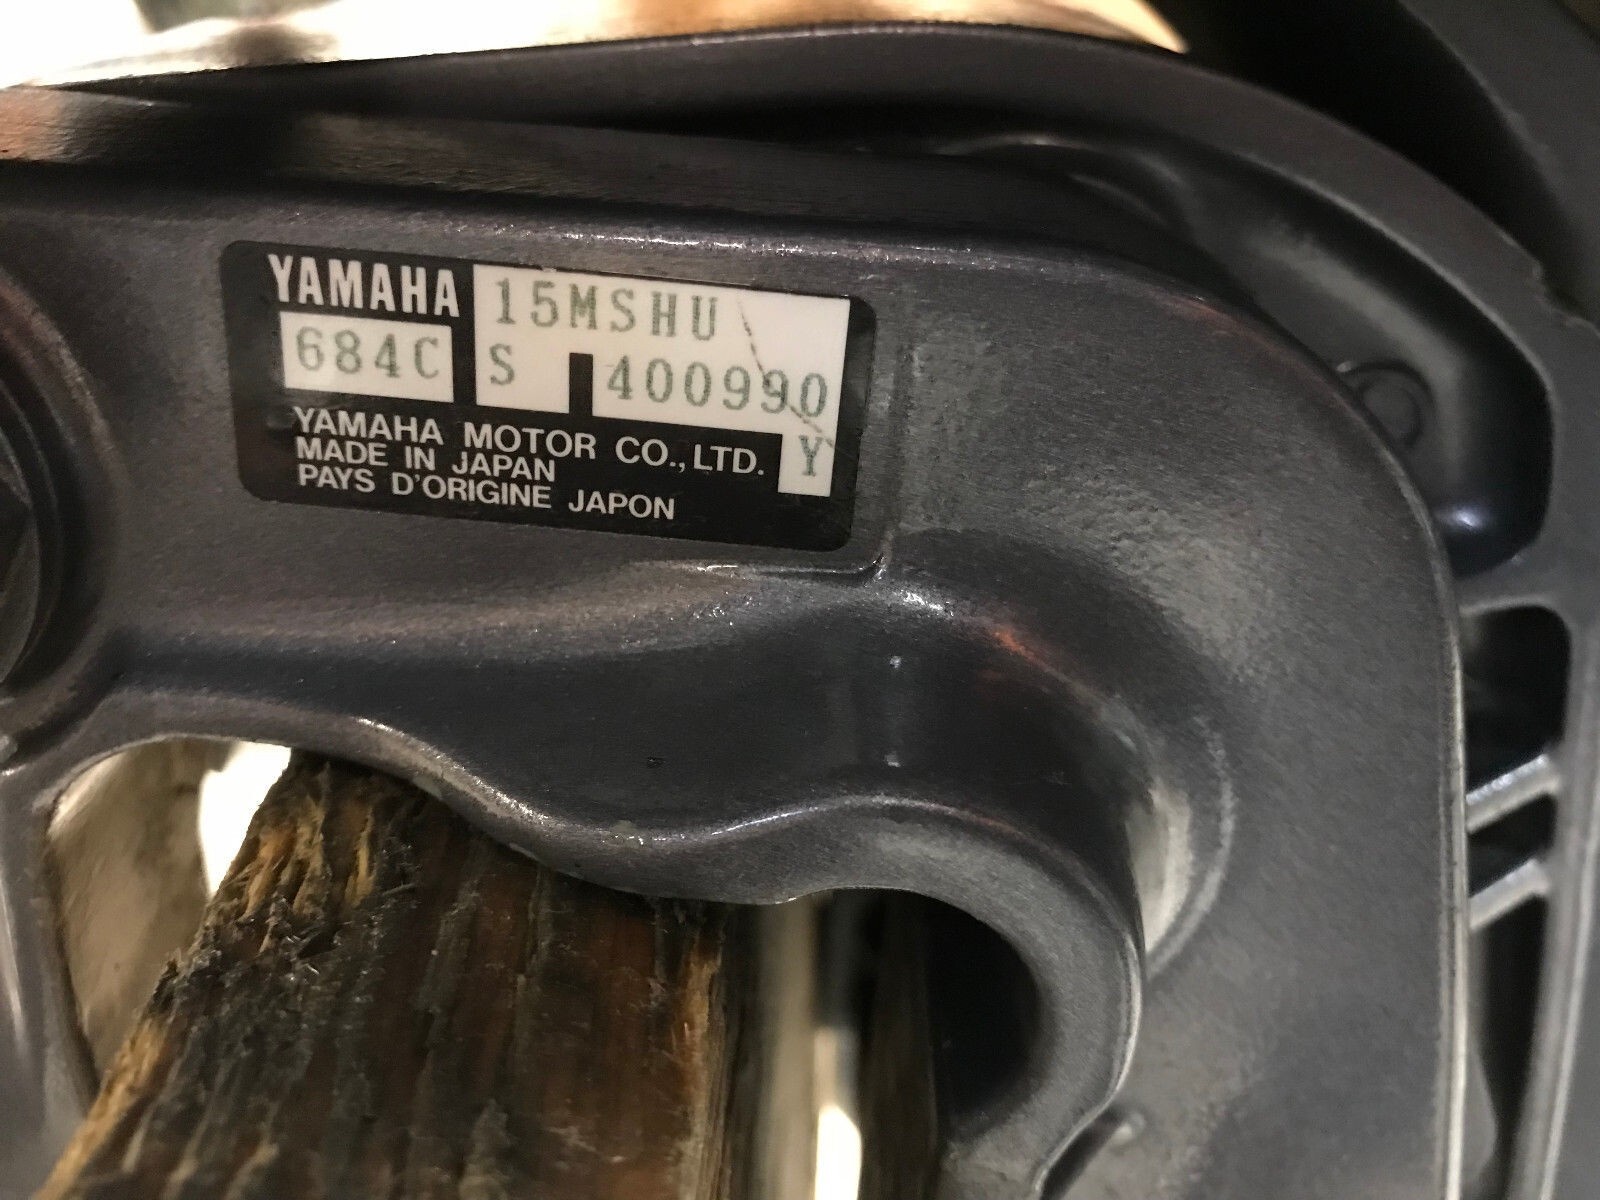 YAMAHA 15MSHU
684C S 400990
Y
YAMAHA MOTOR CO., LTD.
MADE IN JAPAN
PAYS D'ORIGINE JAPON